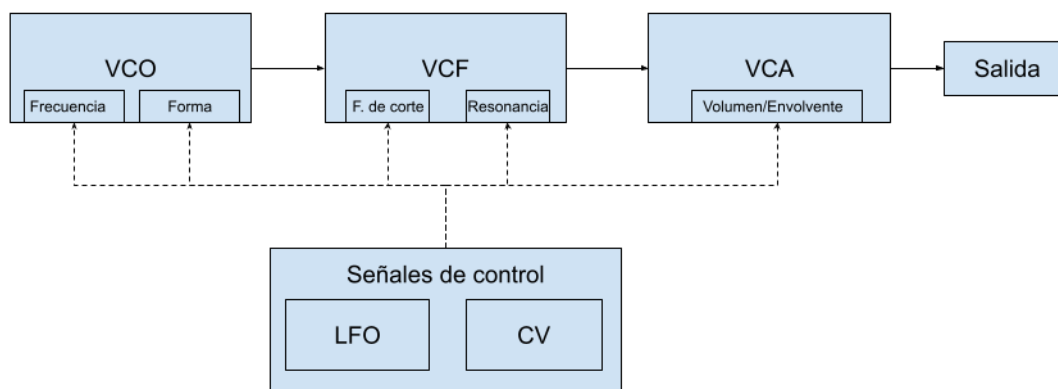 VCO
Frecuencia
Forma
VCF
F. de corte
Resonancia
VCA
Volumen/Envolvente
Salida
Señales de control
LFO
CV